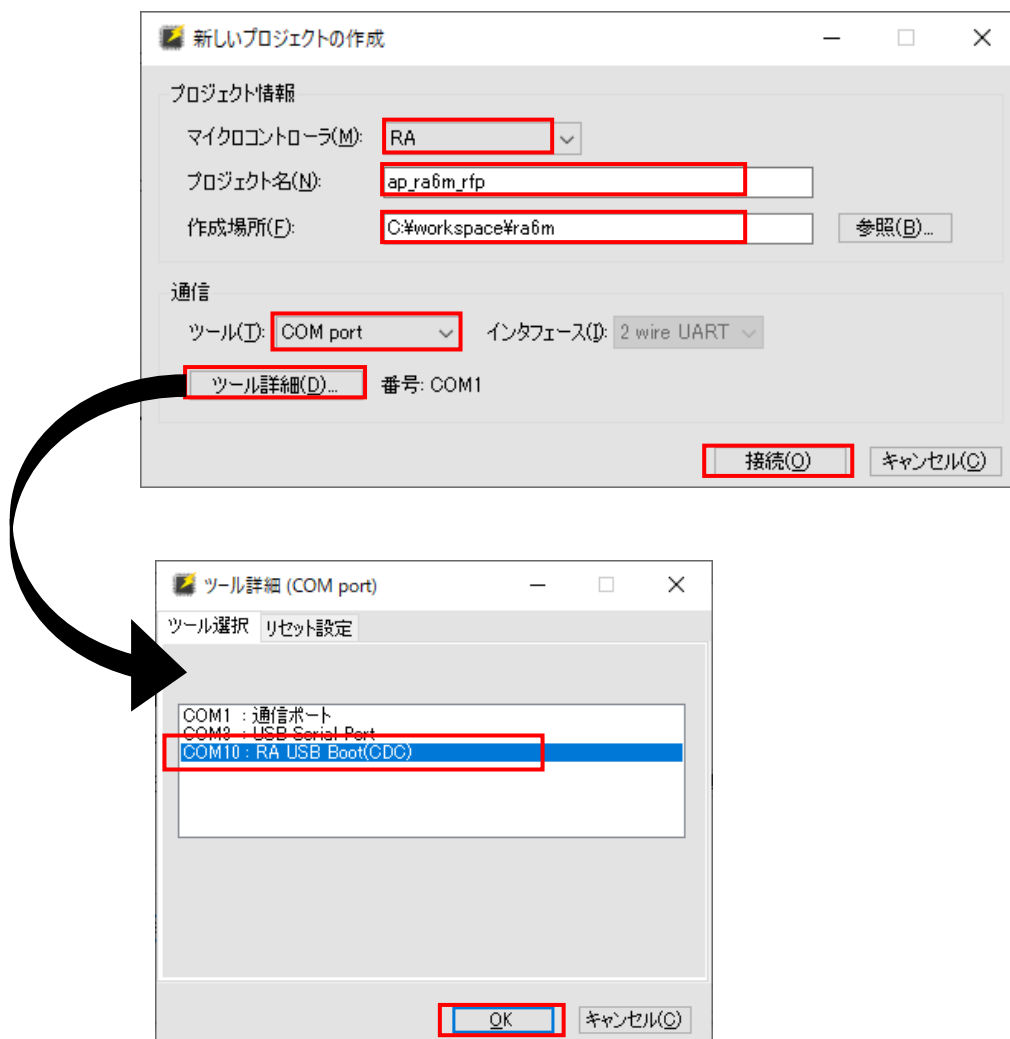 新しいプロジェクトの作成
プロジェクト情報
マイクロコントローラ(M): RA
プロジェクト名(N): ap_ra6m_rfp
作成場所(F): C:¥workspace¥ra6m 参照(B)...
通信
ツール(T): COM port インタフェース(I): 2 wire UART
ツール詳細(D)... 番号: COM1
接続(O) キャンセル(C)
ツール詳細 (COM port)
ツール選択 リセット設定
COM1 : 通信ポート
COM3 : USB Serial Port
COM10 : RA USB Boot(CDC)
OK キャンセル(C)